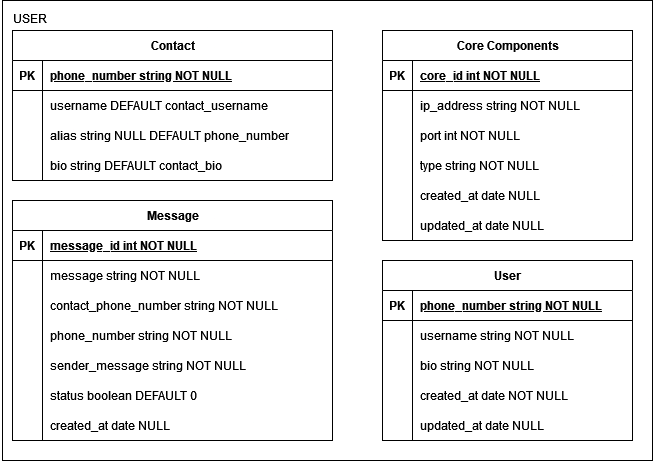 USER
Contact
PK phone_number string NOT NULL
username DEFAULT contact_username
alias string NULL DEFAULT phone_number
bio string DEFAULT contact_bio
Core Components
PK core_id int NOT NULL
ip_address string NOT NULL
port int NOT NULL
type string NOT NULL
created_at date NULL
updated_at date NULL
Message
PK message_id int NOT NULL
message string NOT NULL
contact_phone_number string NOT NULL
phone_number string NOT NULL
sender_message string NOT NULL
status boolean DEFAULT 0
created_at date NULL
User
PK phone_number string NOT NULL
username string NOT NULL
bio string NOT NULL
created_at date NOT NULL
updated_at date NULL